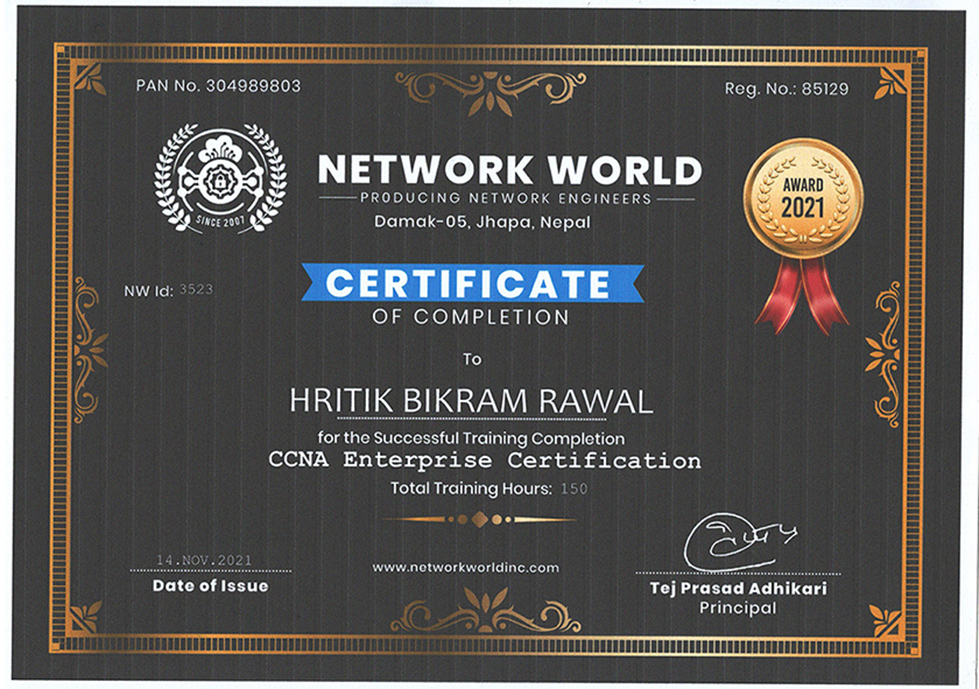 PAN No. 304989803
Reg. No.: 85129
SINCE 2007
NETWORK WORLD
PRODUCING NETWORK ENGINEERS
Damak-05, Jhapa, Nepal
AWARD
2021
NW Id: 3523
CERTIFICATE
OF COMPLETION
To
HRITIK BIKRAM RAWAL
for the Successful Training Completion
CCNA Enterprise Certification
Total Training Hours: 150
14.NOV.2021
Date of Issue
www.networkworldinc.com
Tej Prasad Adhikari
Principal